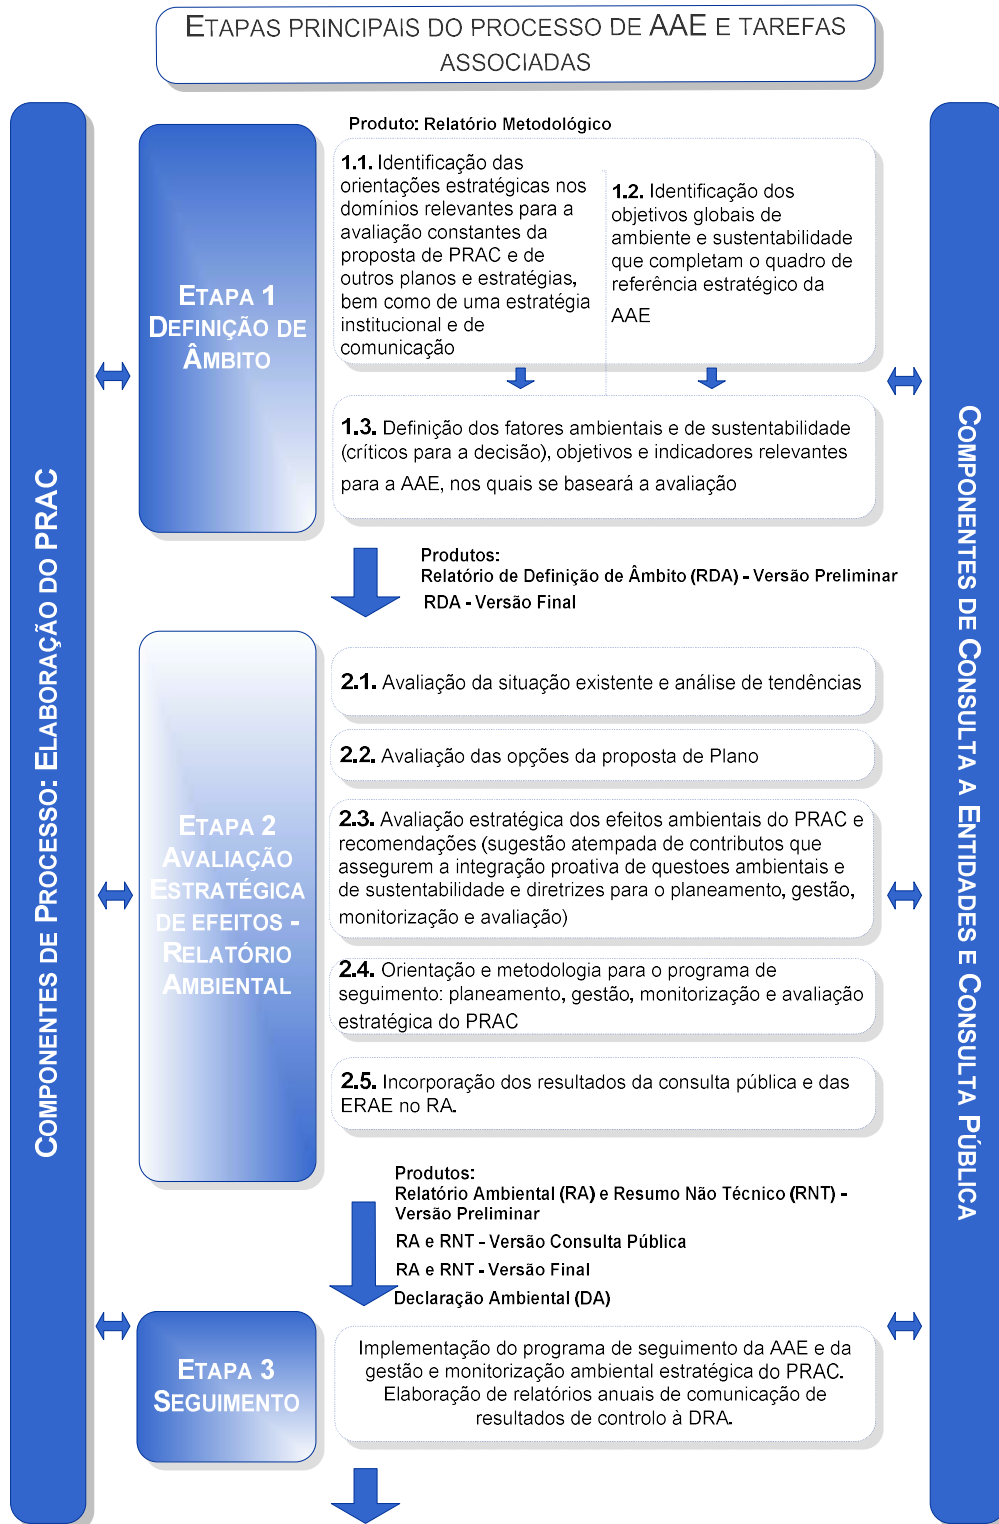 ETAPAS PRINCIPAIS DO PROCESSO DE AAE E TAREFAS
ASSOCIADAS
COMPONENTES DE PROCESSO: ELABORAÇÃO DO PRAC
ETAPA 1
DEFINIÇÃO DE
ÂMBITO
Produto: Relatório Metodológico
1.1. Identificação das
orientações estratégicas nos
domínios relevantes para a
avaliação constantes da
proposta de PRAC e de
outros planos e estratégias,
bem como de uma estratégia
institucional e de
comunicação
1.2. Identificação dos
objetivos globais de
ambiente e sustentabilidade
que completam o quadro de
referência estratégico da
AAE
1.3. Definição dos fatores ambientais e de sustentabilidade
(críticos para a decisão), objetivos e indicadores relevantes
para a AAE, nos quais se baseará a avaliação
Produtos:
Relatório de Definição de Âmbito (RDA) - Versão Preliminar
RDA - Versão Final
ETAPA 2
AVALIAÇÃO
ESTRATÉGICA
DE EFEITOS -
RELATÓRIO
AMBIENTAL
2.1. Avaliação da situação existente e análise de tendências
2.2. Avaliação das opções da proposta de Plano
2.3. Avaliação estratégica dos efeitos ambientais do PRAC e
recomendações (sugestão atempada de contributos que
assegurem a integração proativa de questoes ambientais e
de sustentabilidade e diretrizes para o planeamento, gestão,
monitorização e avaliação)
2.4. Orientação e metodologia para o programa de
seguimento: planeamento, gestão, monitorização e avaliação
estratégica do PRAC
2.5. Incorporação dos resultados da consulta pública e das
ERAE no RA.
Produtos:
Relatório Ambiental (RA) e Resumo Não Técnico (RNT) -
Versão Preliminar
RA e RNT - Versão Consulta Pública
RA e RNT - Versão Final
Declaração Ambiental (DA)
ETAPA 3
SEGUIMENTO
Implementação do programa de seguimento da AAE e da
gestão e monitorização ambiental estratégica do PRAC.
Elaboração de relatórios anuais de comunicação de
resultados de controlo à DRA.
COMPONENTES DE CONSULTA A ENTIDADES E CONSULTA PÚBLICA